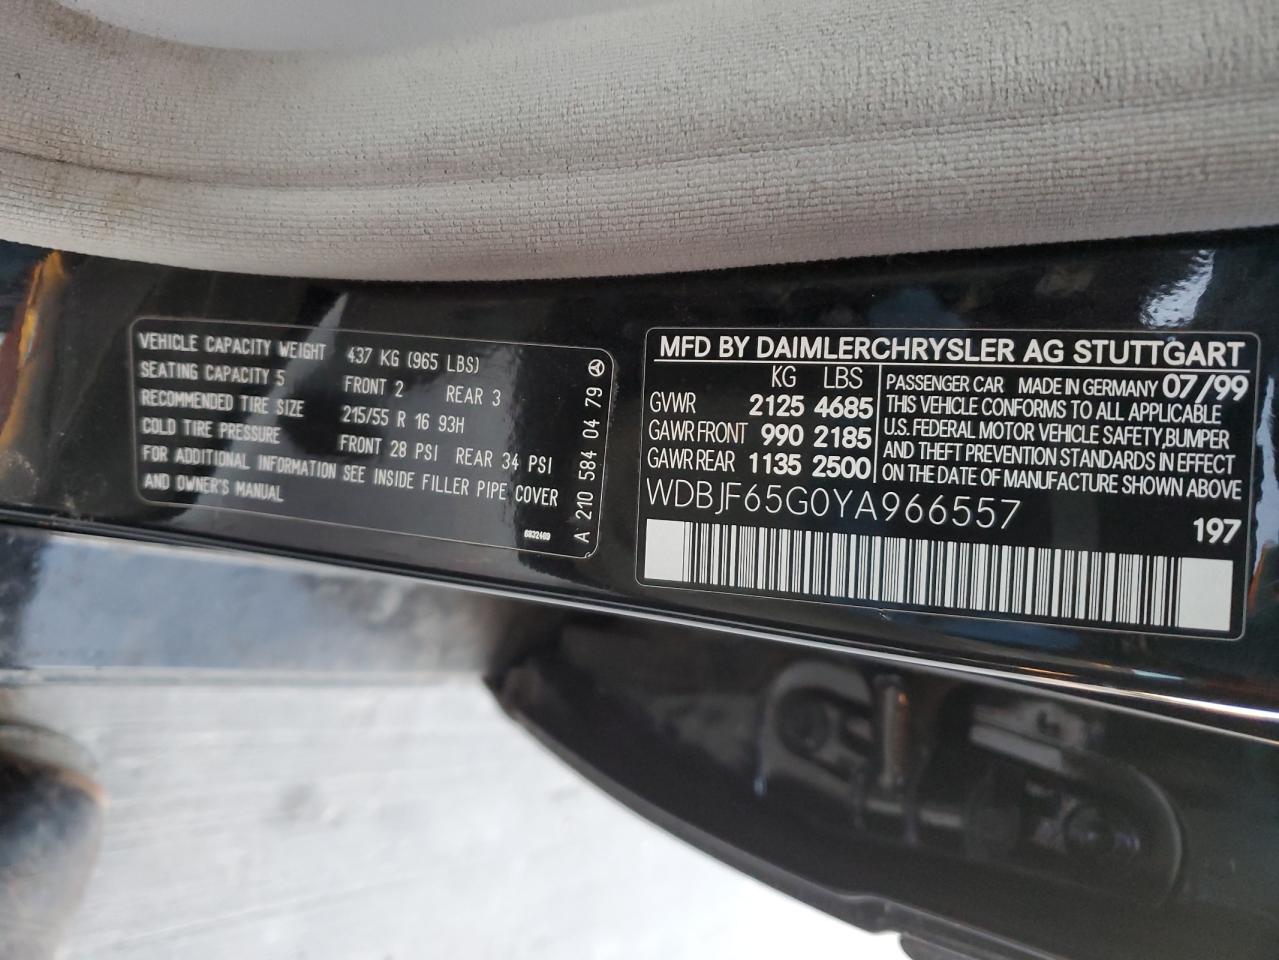 VEHICLE CAPACITY WEIGHT 437 KG (965 LBS)
SEATING CAPACITY 5 FRONT 2 REAR 3
RECOMMENDED TIRE SIZE 215/55 R 16 93H
COLD TIRE PRESSURE FRONT 28 PSI REAR 34 PSI
FOR ADDITIONAL INFORMATION SEE INSIDE FILLER PIPE COVER
AND OWNER'S MANUAL
6832409
A 210 584 04 79
MFD BY DAIMLERCHRYSLER AG STUTTGART
KG LBS
GVWR 2125 4685
GAWR FRONT 990 2185
GAWR REAR 1135 2500
PASSENGER CAR MADE IN GERMANY 07/99
THIS VEHICLE CONFORMS TO ALL APPLICABLE
U.S. FEDERAL MOTOR VEHICLE SAFETY,BUMPER
AND THEFT PREVENTION STANDARDS IN EFFECT
ON THE DATE OF MANUFACTURE SHOWN ABOVE
WDBJF65G0YA966557
197